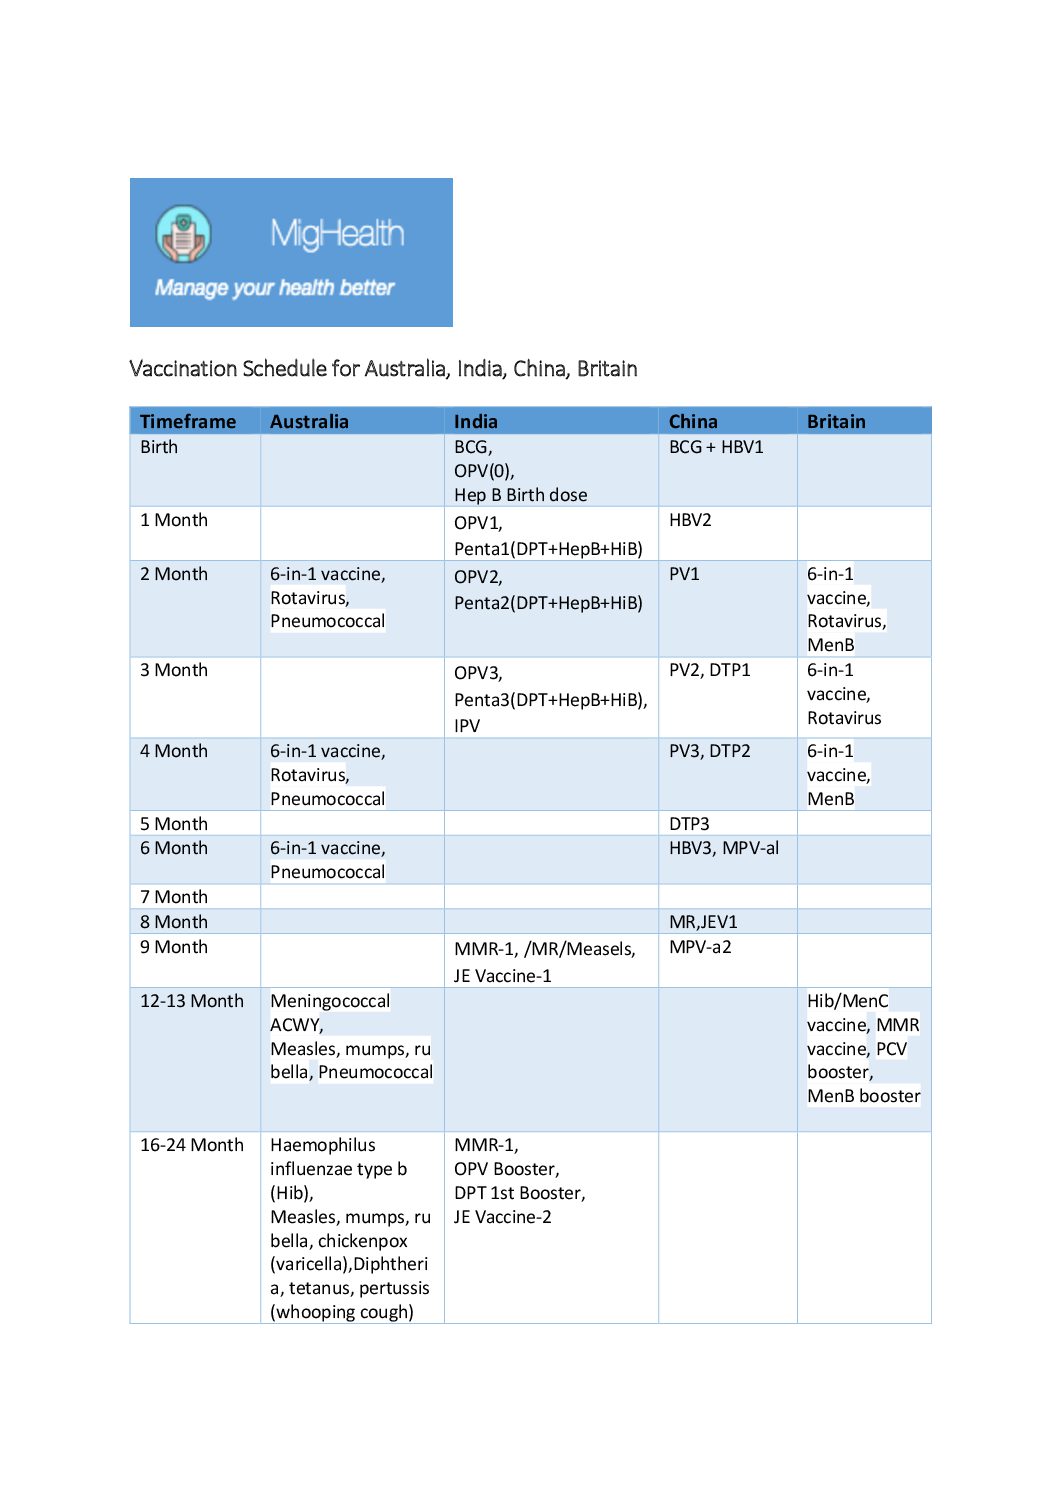 MigHealth
Manage your health better
Vaccination Schedule for Australia, India, China, Britain
Timeframe Australia India China Britain
Birth BCG, BCG + HBV1
OPV(0),
Hep B Birth dose
1 Month OPV1, HBV2
Penta1(DPT+HepB+HiB)
2 Month 6-in-1 vaccine, OPV2, PV1 6-in-1
Rotavirus, Penta2(DPT+HepB+HiB) vaccine,
Pneumococcal Rotavirus,
MenB
3 Month OPV3, PV2, DTP1 6-in-1
Penta3(DPT+HepB+HiB), vaccine,
IPV Rotavirus
4 Month 6-in-1 vaccine, PV3, DTP2 6-in-1
Rotavirus, vaccine,
Pneumococcal MenB
5 Month DTP3
6 Month 6-in-1 vaccine, HBV3, MPV-al
Pneumococcal
7 Month
8 Month MR,JEV1
9 Month MMR-1, /MR/Measels, MPV-a2
JE Vaccine-1
12-13 Month Meningococcal Hib/MenC
ACWY, vaccine, MMR
Measles, mumps, ru vaccine, PCV
bella, Pneumococcal booster,
MenB booster
16-24 Month Haemophilus MMR-1,
influenzae type b OPV Booster,
(Hib), DPT 1st Booster,
Measles, mumps, ru JE Vaccine-2
bella, chickenpox
(varicella),Diphtheri
a, tetanus, pertussis
(whooping cough)